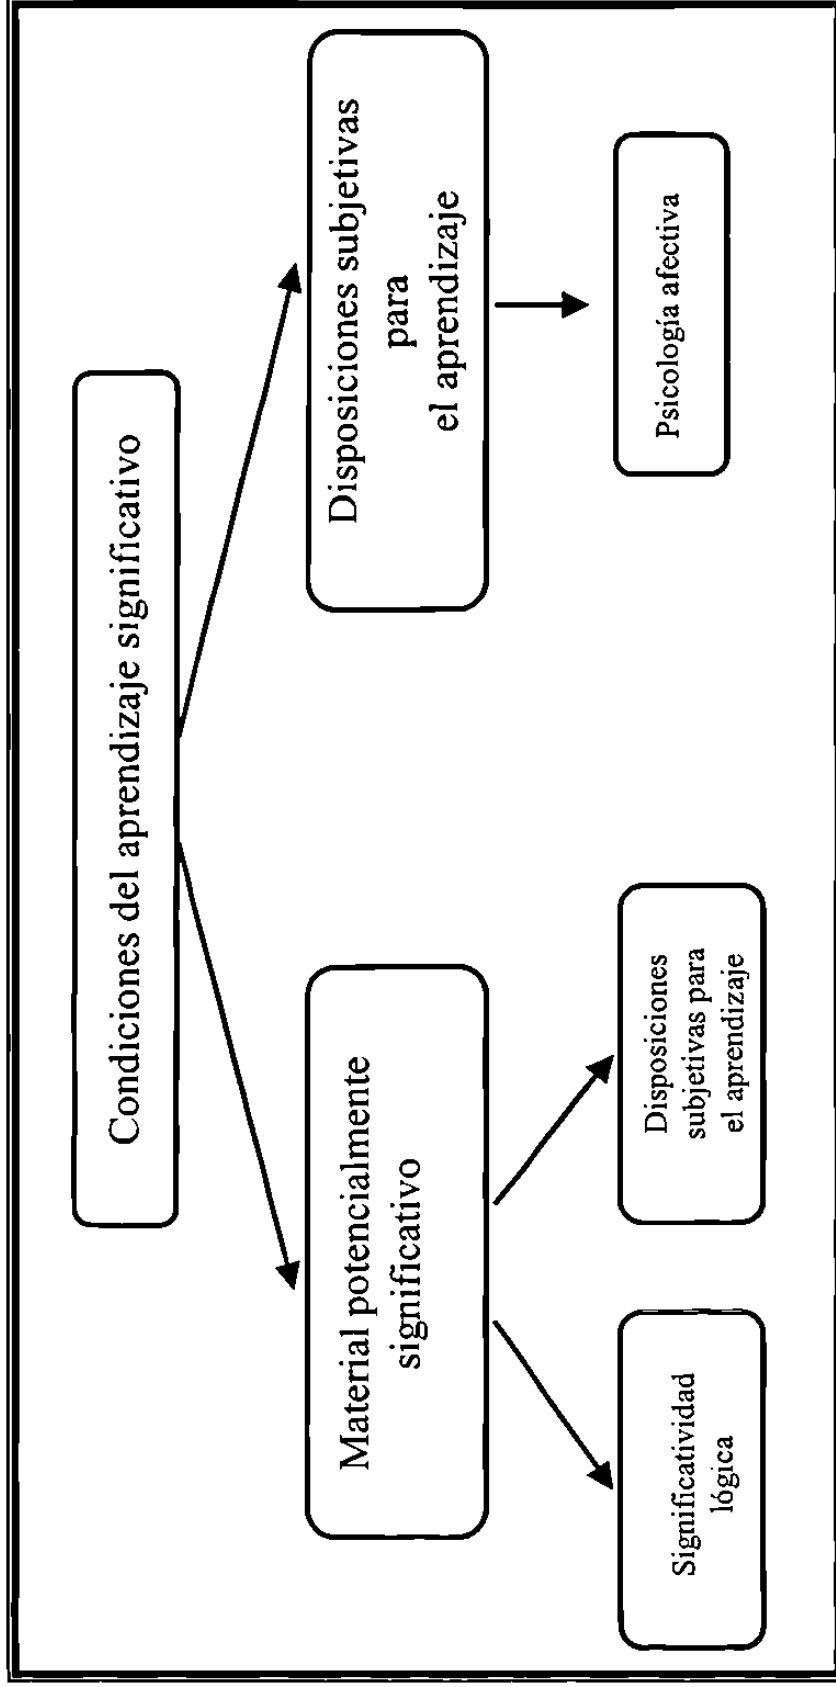 Condiciones del aprendizaje significativo
Material potencialmente
significativo
Disposiciones subjetivas
para
el aprendizaje
Significatividad
lógica
Disposiciones
subjetivas para
el aprendizaje
Psicología afectiva